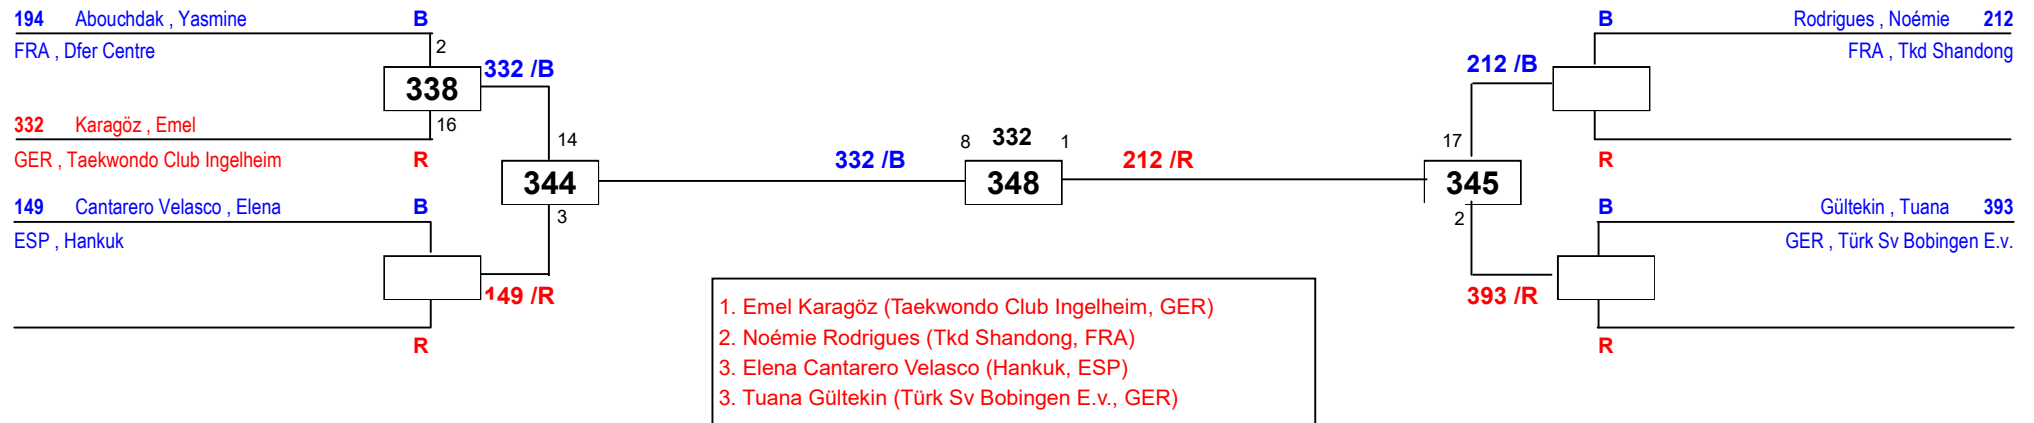 194 Abouchdak , Yasmine B
FRA , Dfer Centre
2
338
332 /B
332 Karagöz , Emel
16
GER , Taekwondo Club Ingelheim R
14
344
3
149 Cantarero Velasco , Elena B
ESP , Hankuk
149 /R
R
332 /B
8 332 1
348
212 /R
B Rodrigues , Noémie 212
FRA , Tkd Shandong
212 /B
R
17
345
2
B Gültekin , Tuana 393
GER , Türk Sv Bobingen E.v.
393 /R
R
1. Emel Karagöz (Taekwondo Club Ingelheim, GER)
2. Noémie Rodrigues (Tkd Shandong, FRA)
3. Elena Cantarero Velasco (Hankuk, ESP)
3. Tuana Gültekin (Türk Sv Bobingen E.v., GER)